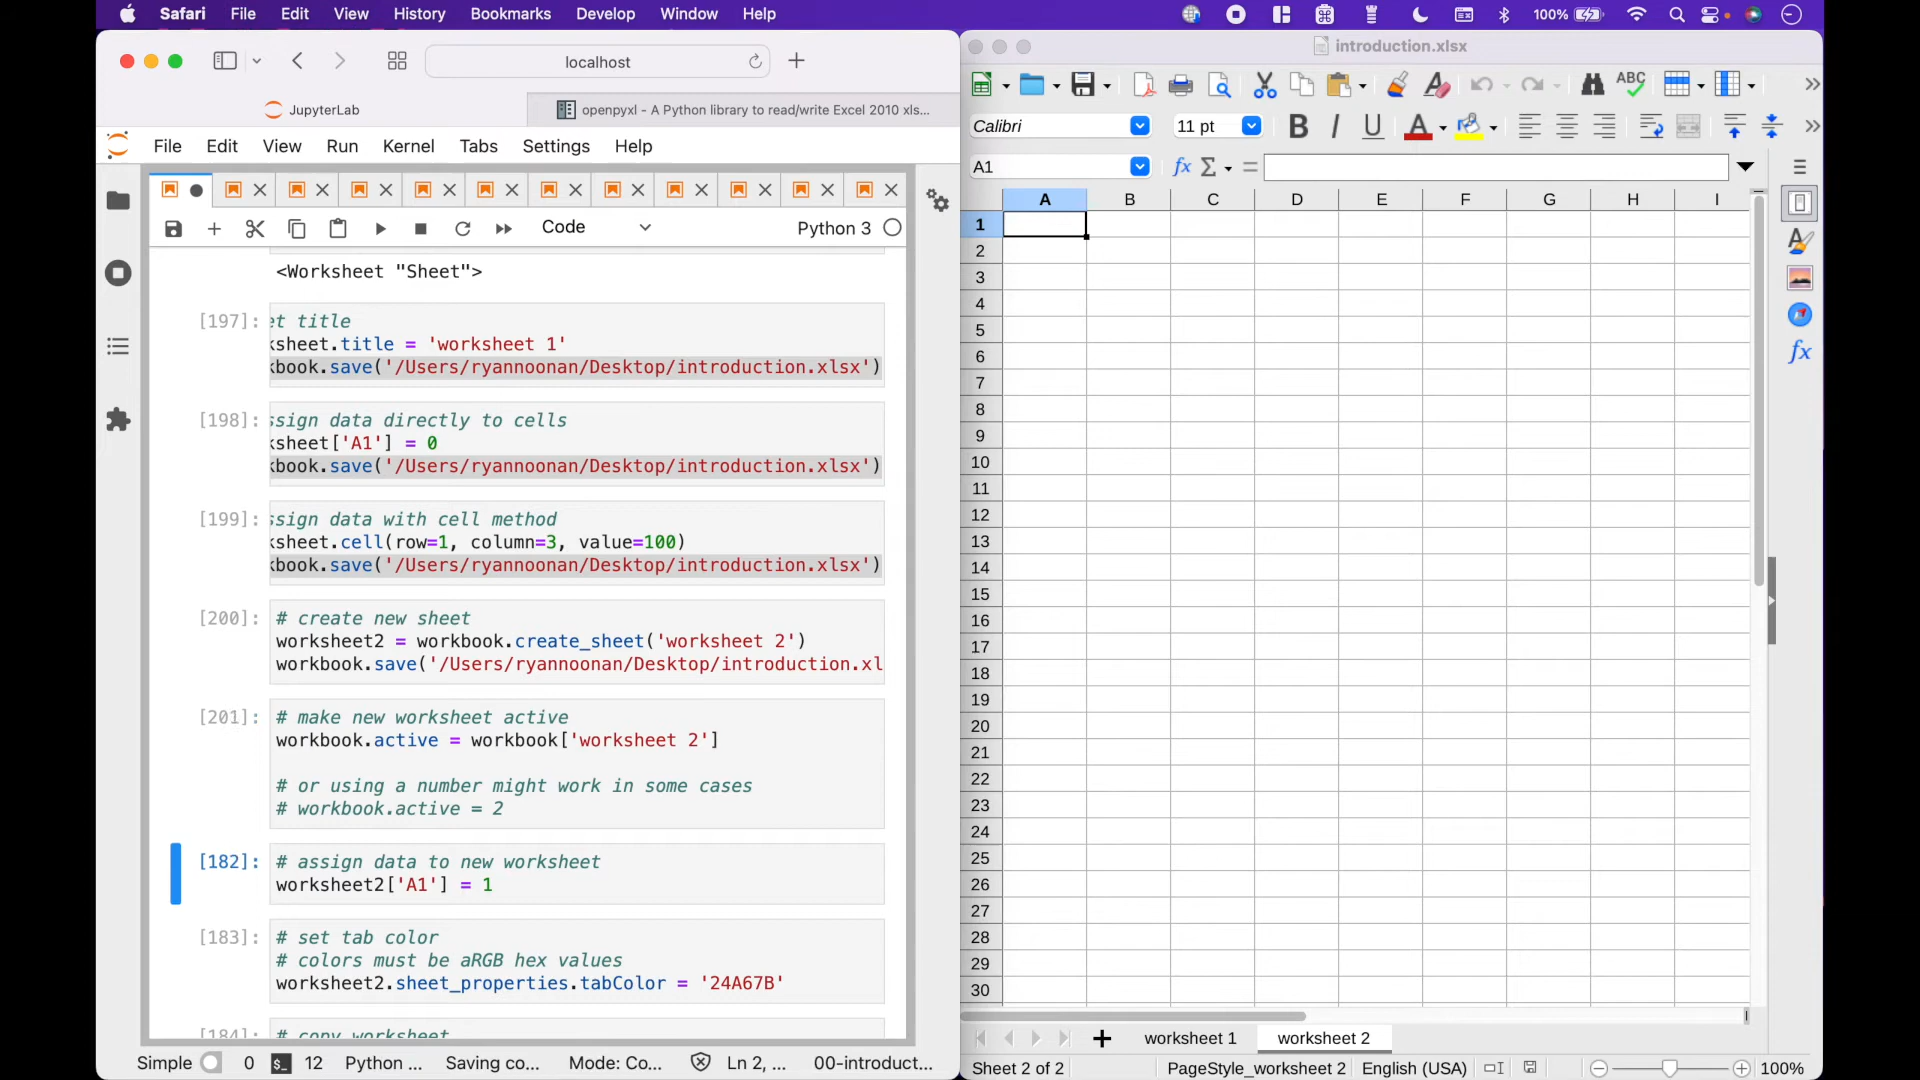 Safari File Edit View History Bookmarks Develop Window Help 100%
localhost
JupyterLab
openpyxl - A Python library to read/write Excel 2010 xls...
File Edit View Run Kernel Tabs Settings Help
Code
Python 3
<Worksheet "Sheet">
[197]:
et title
ksheet.title = 'worksheet 1'
kbook.save('/Users/ryannoonan/Desktop/introduction.xlsx')
[198]:
ssign data directly to cells
ksheet['A1'] = 0
kbook.save('/Users/ryannoonan/Desktop/introduction.xlsx')
[199]:
ssign data with cell method
ksheet.cell(row=1, column=3, value=100)
kbook.save('/Users/ryannoonan/Desktop/introduction.xlsx')
[200]:
# create new sheet
worksheet2 = workbook.create_sheet('worksheet 2')
workbook.save('/Users/ryannoonan/Desktop/introduction.xl
[201]:
# make new worksheet active
workbook.active = workbook['worksheet 2']
# or using a number might work in some cases
# workbook.active = 2
[182]:
# assign data to new worksheet
worksheet2['A1'] = 1
[183]:
# set tab color
# colors must be aRGB hex values
worksheet2.sheet_properties.tabColor = '24A67B'
[184]:
# copy worksheet
Simple 0 12 Python ... Saving co... Mode: Co... Ln 2, ... 00-introduct...
introduction.xlsx
ABC
Calibri 11 pt B I U A
A1 fx Σ =
A B C D E F G H I
1
2
3
4
5
6
7
8
9
10
11
12
13
14
15
16
17
18
19
20
21
22
23
24
25
26
27
28
29
30
fx
worksheet 1 worksheet 2
Sheet 2 of 2 PageStyle_worksheet 2 English (USA) 100%